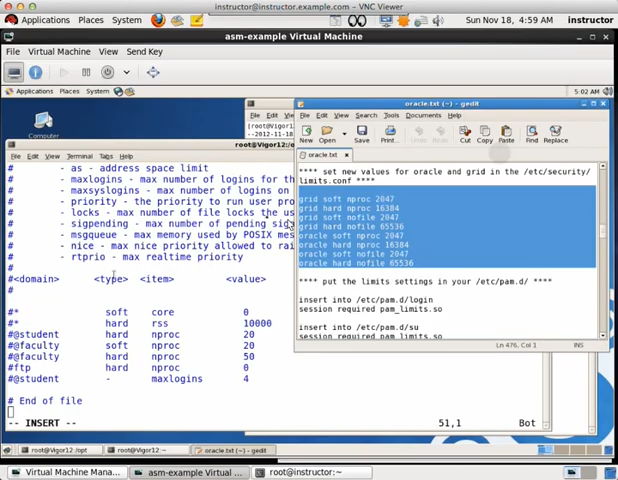 instructor@instructor.example.com - VNC Viewer
Applications Places System Sun Nov 18, 4:59 AM instructor
asm-example Virtual Machine
File Virtual Machine View Send Key
Applications Places System 5:02 AM
Computer
File Edit
oracle.txt (~) - gedit
File Edit View Search Tools Documents Help
New Open Save Print... Undo Redo Cut Copy Paste Find Replace
oracle.txt
**** set new values for oracle and grid in the /etc/security/
limits.conf ****
grid soft nproc 2047
grid hard nproc 16384
grid soft nofile 2047
grid hard nofile 65536
oracle soft nproc 2047
oracle hard nproc 16384
oracle soft nofile 2047
oracle hard nofile 65536
**** put the limits settings in your /etc/pam.d/ ****
insert into /etc/pam.d/login
session required pam_limits.so
insert into /etc/pam.d/su
session required pam_limits.so
Ln 476, Col 1 INS
root@Vigor12:/o
File Edit View Terminal Tabs Help
# - as - address space limit
# - maxlogins - max number of logins for th
# - maxsyslogins - max number of logins on
# - priority - the priority to run user pro
# - locks - max number of file locks the us
# - sigpending - max number of pending sig
# - msgqueue - max memory used by POSIX mes
# - nice - max nice priority allowed to rai
# - rtprio - max realtime priority
#
#<domain> <type> <item> <value>
#
#* soft core 0
#* hard rss 10000
#@student hard nproc 20
#@faculty soft nproc 20
#@faculty hard nproc 50
#ftp hard nproc 0
#@student - maxlogins 4
# End of file
-- INSERT -- 51,1 Bot
root@Vigor12:/opt root@Vigor12:~ oracle.txt (~) - gedit
Virtual Machine Mana... asm-example Virtual ... root@instructor:~